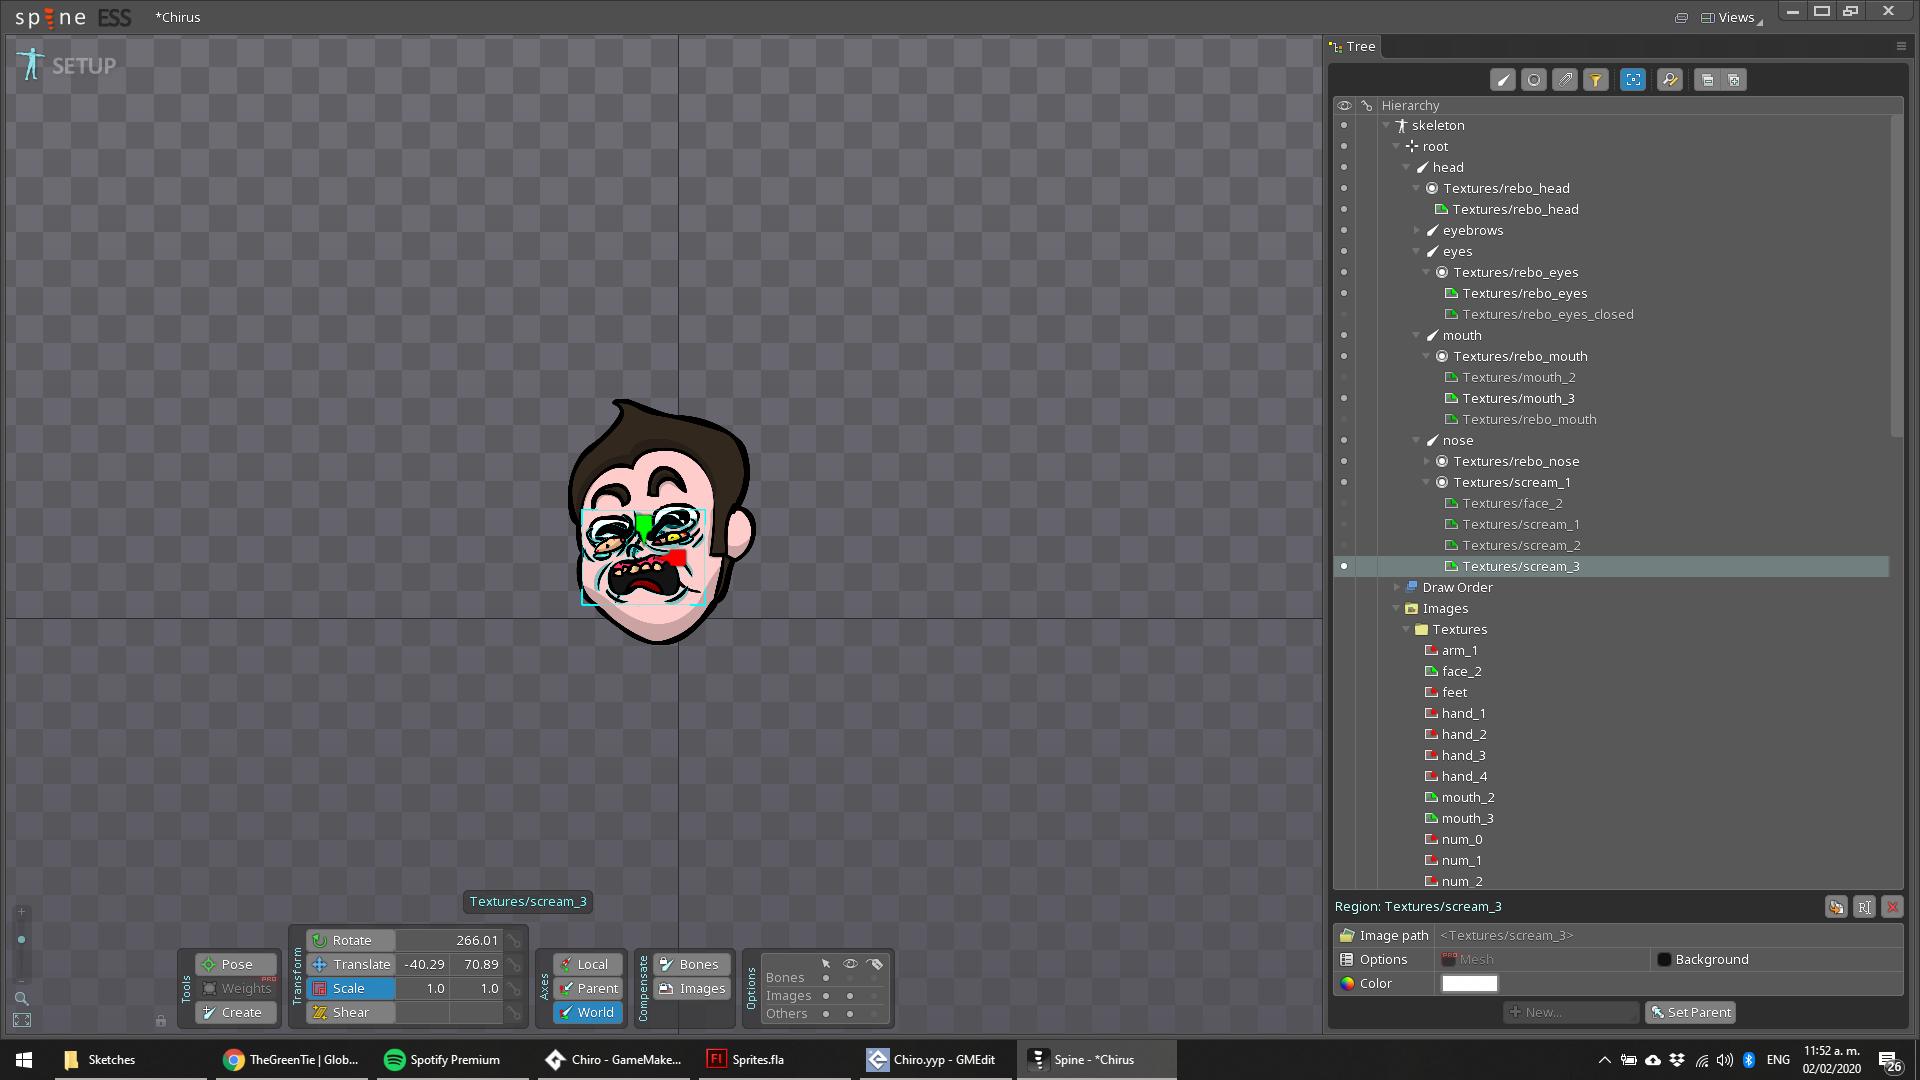 spine ESS *Chirus
Views
SETUP
Tree
Hierarchy
skeleton
root
head
Textures/rebo_head
Textures/rebo_head
eyebrows
eyes
Textures/rebo_eyes
Textures/rebo_eyes
Textures/rebo_eyes_closed
mouth
Textures/rebo_mouth
Textures/mouth_2
Textures/mouth_3
Textures/rebo_mouth
nose
Textures/rebo_nose
Textures/scream_1
Textures/face_2
Textures/scream_1
Textures/scream_2
Textures/scream_3
Draw Order
Images
Textures
arm_1
face_2
feet
hand_1
hand_2
hand_3
hand_4
mouth_2
mouth_3
num_0
num_1
num_2
Region: Textures/scream_3
Image path <Textures/scream_3>
Options PRO Mesh Background
Color
New... Set Parent
Textures/scream_3
Tools
Pose
Weights PRO
Create
Transform
Rotate 266.01
Translate -40.29 70.89
Scale 1.0 1.0
Shear
Axes
Local
Parent
World
Compensate
Bones
Images
Options
Bones
Images
Others
Sketches
TheGreenTie | Glob...
Spotify Premium
Chiro - GameMake...
Fl Sprites.fla
Chiro.yyp - GMEdit
Spine - *Chirus
ENG
11:52 a. m.
02/02/2020
26